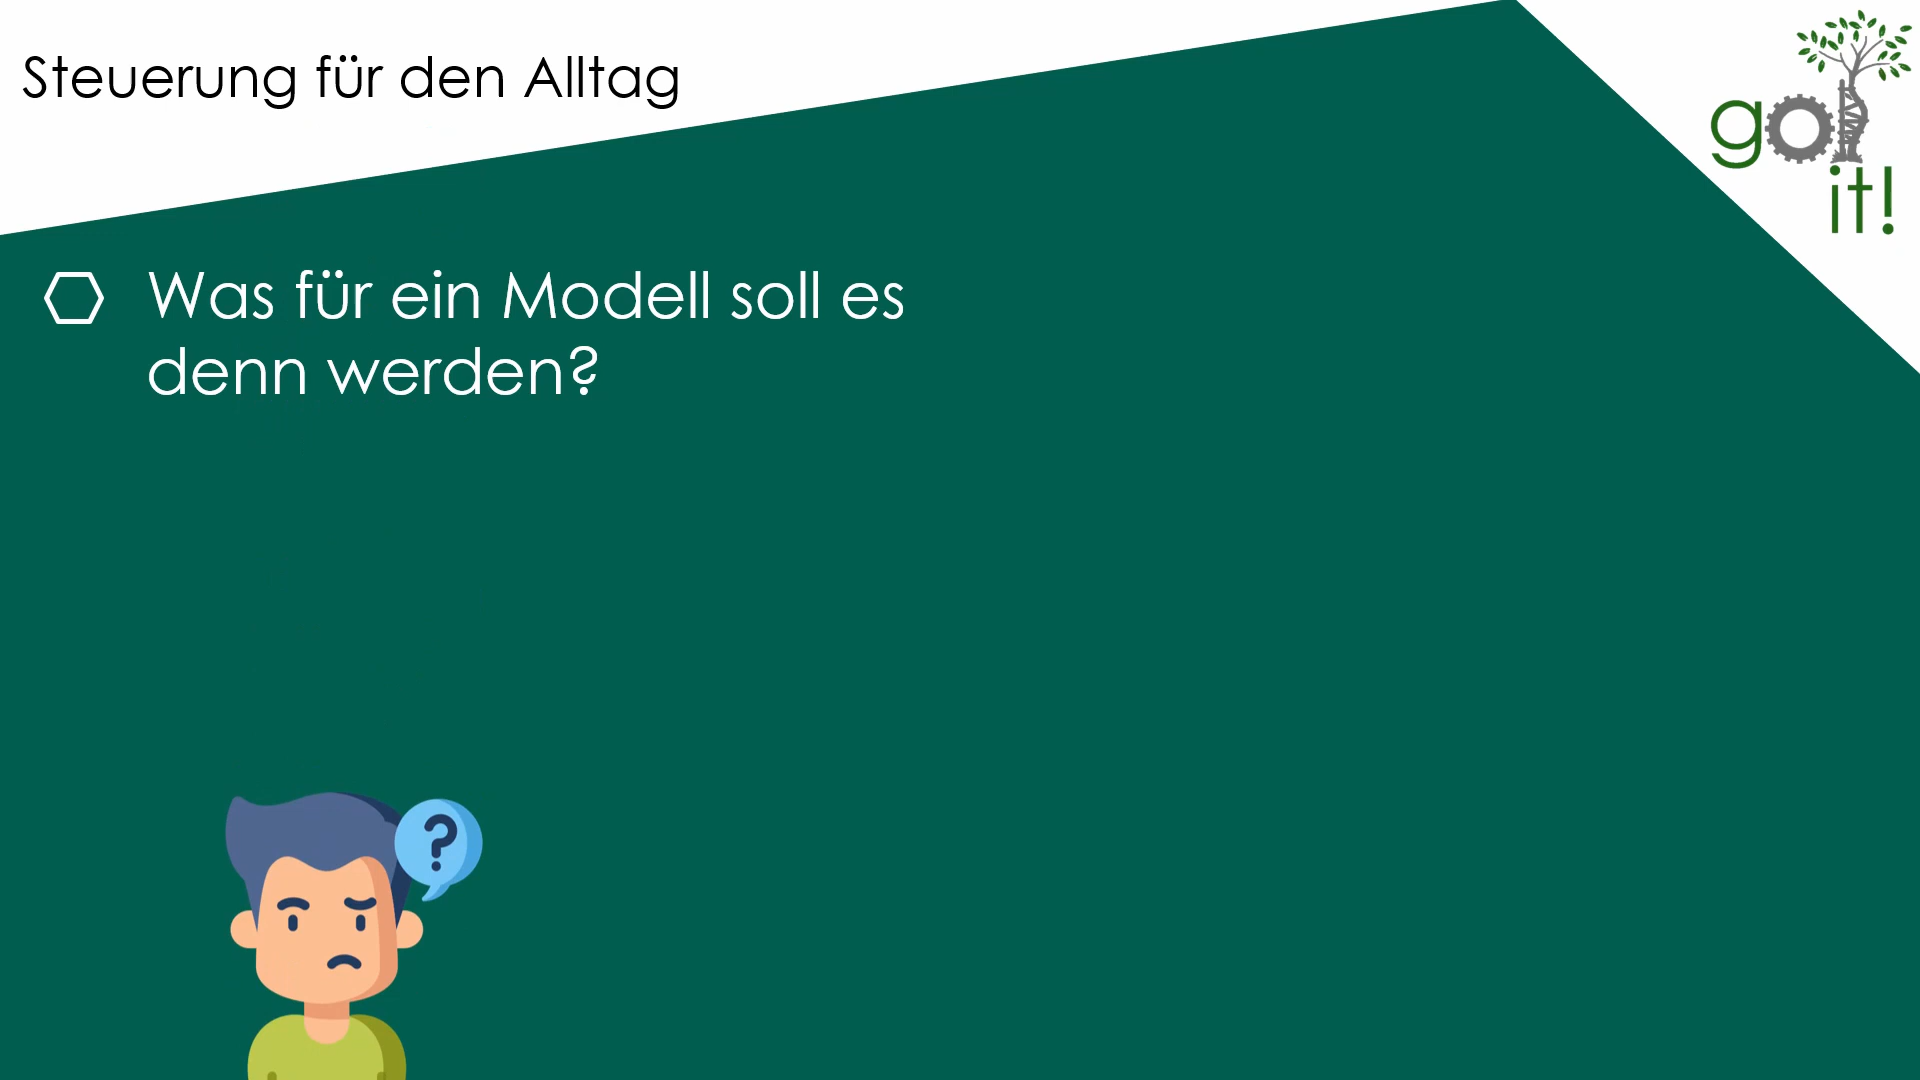 Steuerung für den Alltag
go
it!
Was für ein Modell soll es
denn werden?
?